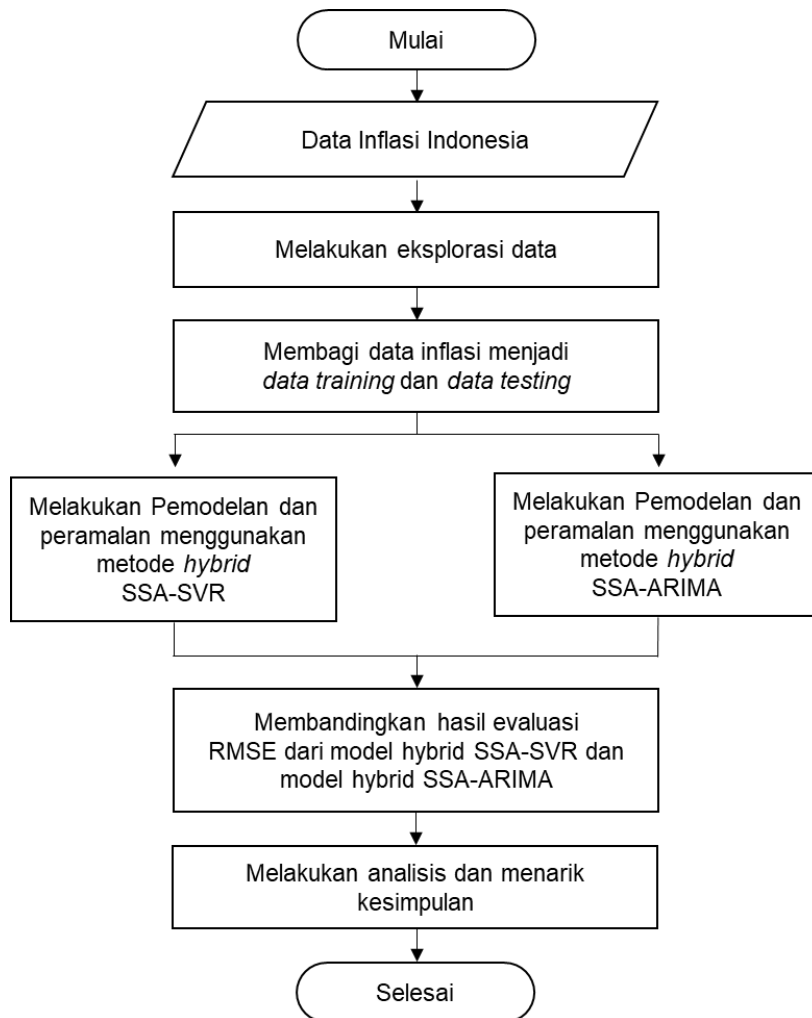 Mulai
Data Inflasi Indonesia
Melakukan eksplorasi data
Membagi data inflasi menjadi
data training dan data testing
Melakukan Pemodelan dan
peramalan menggunakan
metode hybrid
SSA-SVR
Melakukan Pemodelan dan
peramalan menggunakan
metode hybrid
SSA-ARIMA
Membandingkan hasil evaluasi
RMSE dari model hybrid SSA-SVR dan
model hybrid SSA-ARIMA
Melakukan analisis dan menarik
kesimpulan
Selesai